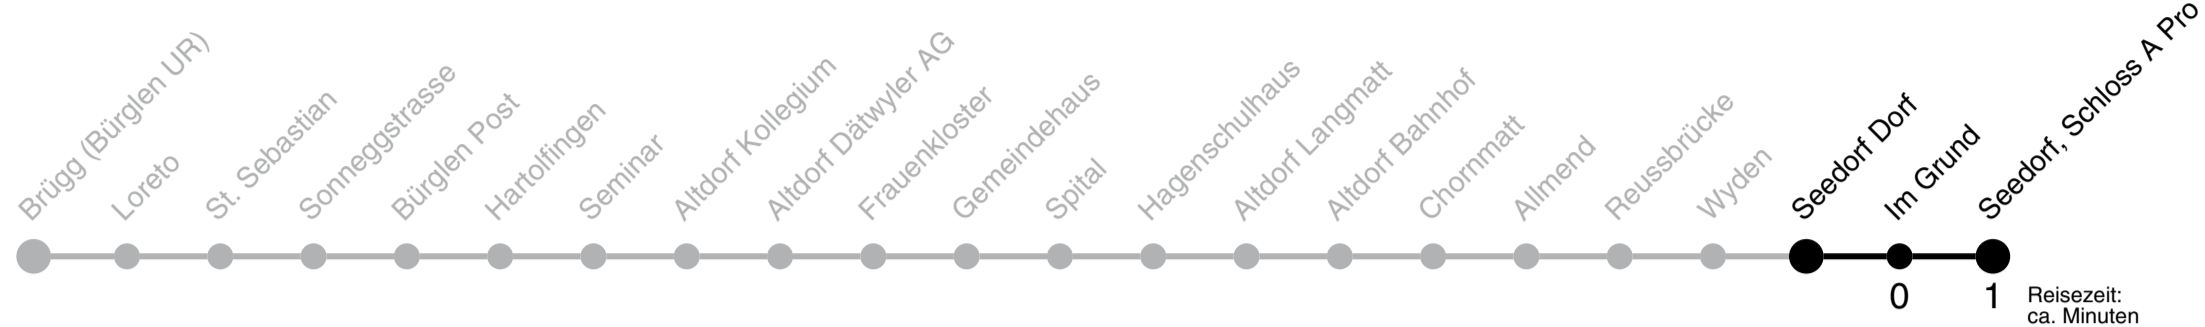 Brügg (Bürglen UR)
Loreto
St. Sebastian
Sonneggstrasse
Bürglen Post
Hartolfingen
Seminar
Altdorf Kollegium
Altdorf Dätwyler AG
Frauenkloster
Gemeindehaus
Spital
Hagenschulhaus
Altdorf Langmatt
Altdorf Bahnhof
Chornmatt
Allmend
Reussbrücke
Wyden
Seedorf Dorf
Im Grund
Seedorf, Schloss A Pro
0
1
Reisezeit:
ca. Minuten